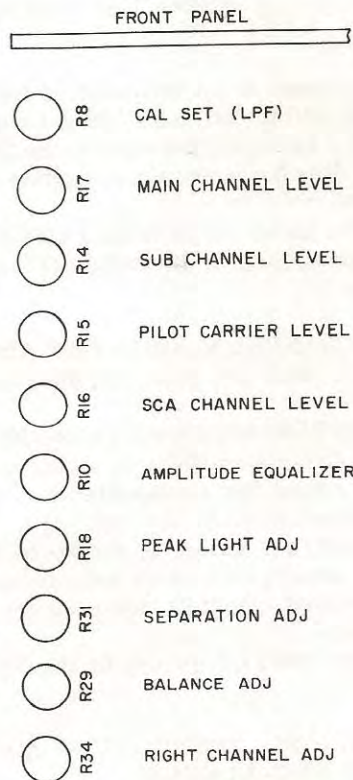 FRONT PANEL
R8 CAL SET (LPF)
R17 MAIN CHANNEL LEVEL
R14 SUB CHANNEL LEVEL
R15 PILOT CARRIER LEVEL
R16 SCA CHANNEL LEVEL
R10 AMPLITUDE EQUALIZER
R18 PEAK LIGHT ADJ
R31 SEPARATION ADJ
R29 BALANCE ADJ
R34 RIGHT CHANNEL ADJ